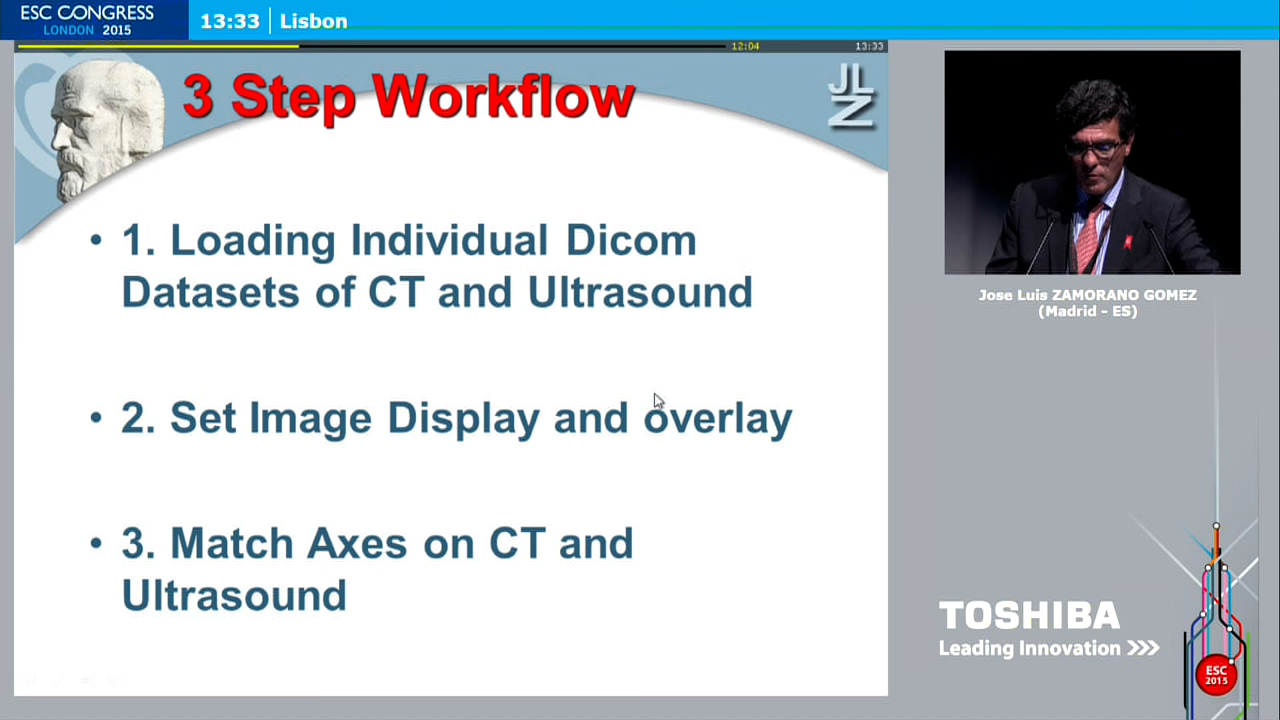 ESC CONGRESS
LONDON 2015
13:33 | Lisbon
12:04
13:33
3 Step Workflow
JL
Z
• 1. Loading Individual Dicom
Datasets of CT and Ultrasound
• 2. Set Image Display and overlay
• 3. Match Axes on CT and
Ultrasound
Jose Luis ZAMORANO GOMEZ
(Madrid - ES)
TOSHIBA
Leading Innovation >>>
ESC
2015